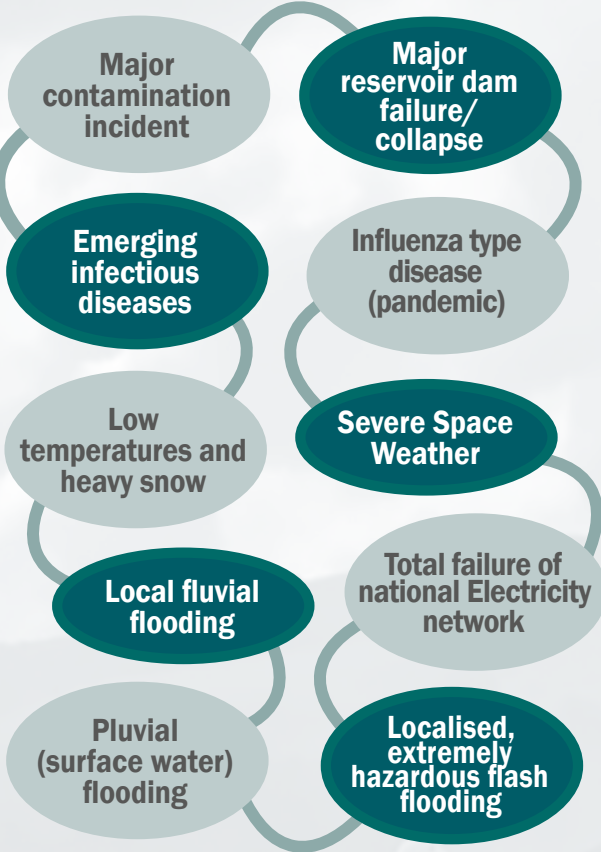 Major
contamination
incident
Major
reservoir dam
failure/
collapse
Emerging
infectious
diseases
Influenza type
disease
(pandemic)
Low
temperatures and
heavy snow
Severe Space
Weather
Local fluvial
flooding
Total failure of
national Electricity
network
Pluvial
(surface water)
flooding
Localised,
extremely
hazardous flash
flooding